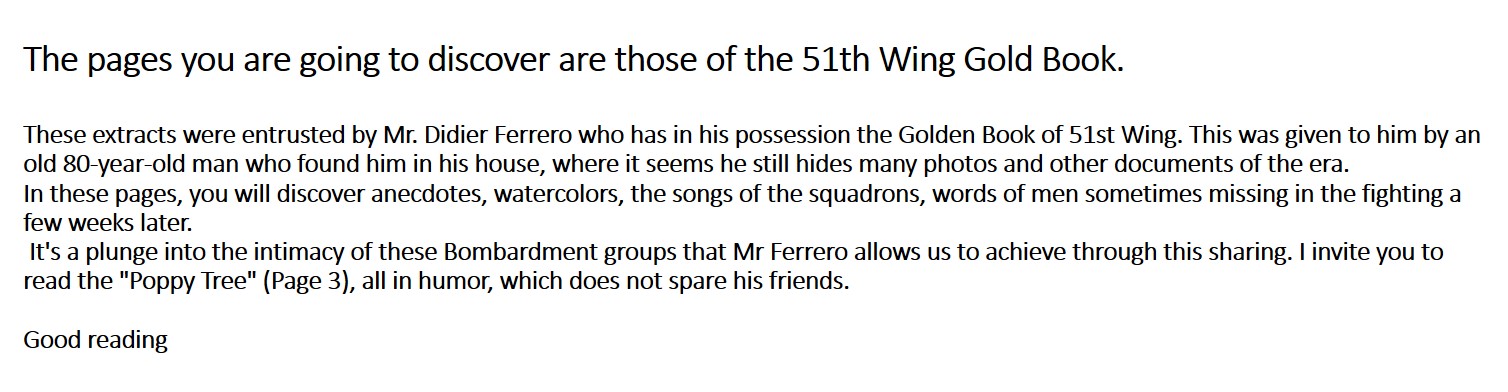 The pages you are going to discover are those of the 51th Wing Gold Book.
These extracts were entrusted by Mr. Didier Ferrero who has in his possession the Golden Book of 51st Wing. This was given to him by an
old 80-year-old man who found him in his house, where it seems he still hides many photos and other documents of the era.
In these pages, you will discover anecdotes, watercolors, the songs of the squadrons, words of men sometimes missing in the fighting a
few weeks later.
It's a plunge into the intimacy of these Bombardment groups that Mr Ferrero allows us to achieve through this sharing. I invite you to
read the "Poppy Tree" (Page 3), all in humor, which does not spare his friends.
Good reading